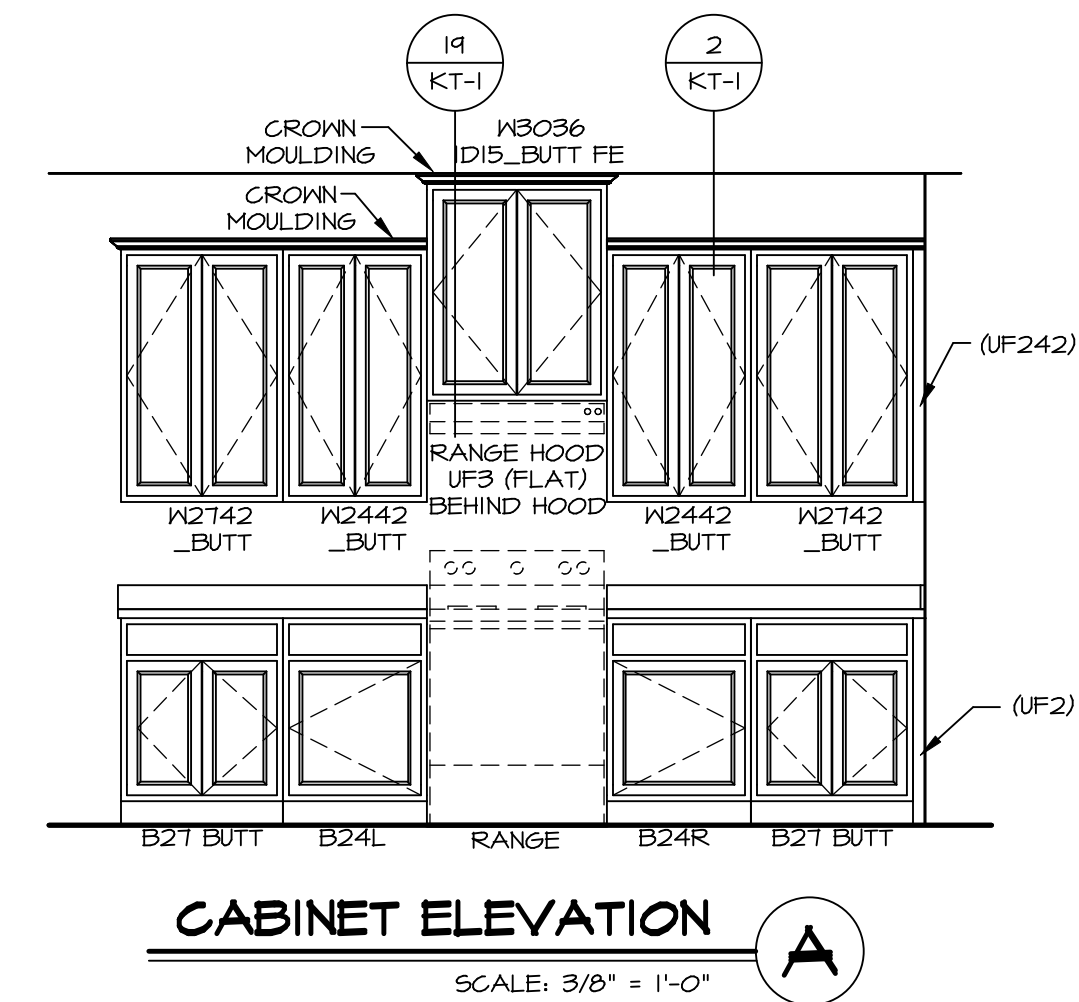 19
KT-1
2
KT-1
CROWN
MOULDING
W3036
1D15_BUTT FE
CROWN
MOULDING
(UF242)
RANGE HOOD
UF3 (FLAT)
BEHIND HOOD
W2742
_BUTT
W2442
_BUTT
W2442
_BUTT
W2742
_BUTT
(UF2)
B27 BUTT
B24L
RANGE
B24R
B27 BUTT
CABINET ELEVATION
A
SCALE: 3/8" = 1'-0"